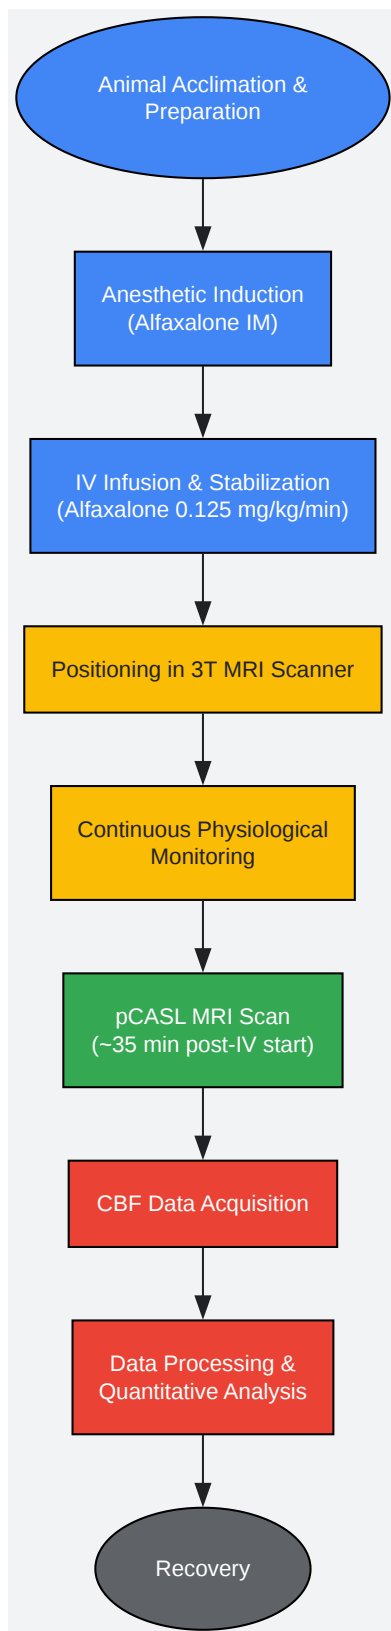 Animal Acclimation &
Preparation
Anesthetic Induction
(Alfaxalone IM)
IV Infusion & Stabilization
(Alfaxalone 0.125 mg/kg/min)
Positioning in 3T MRI Scanner
Continuous Physiological
Monitoring
pCASL MRI Scan
(~35 min post-IV start)
CBF Data Acquisition
Data Processing &
Quantitative Analysis
Recovery